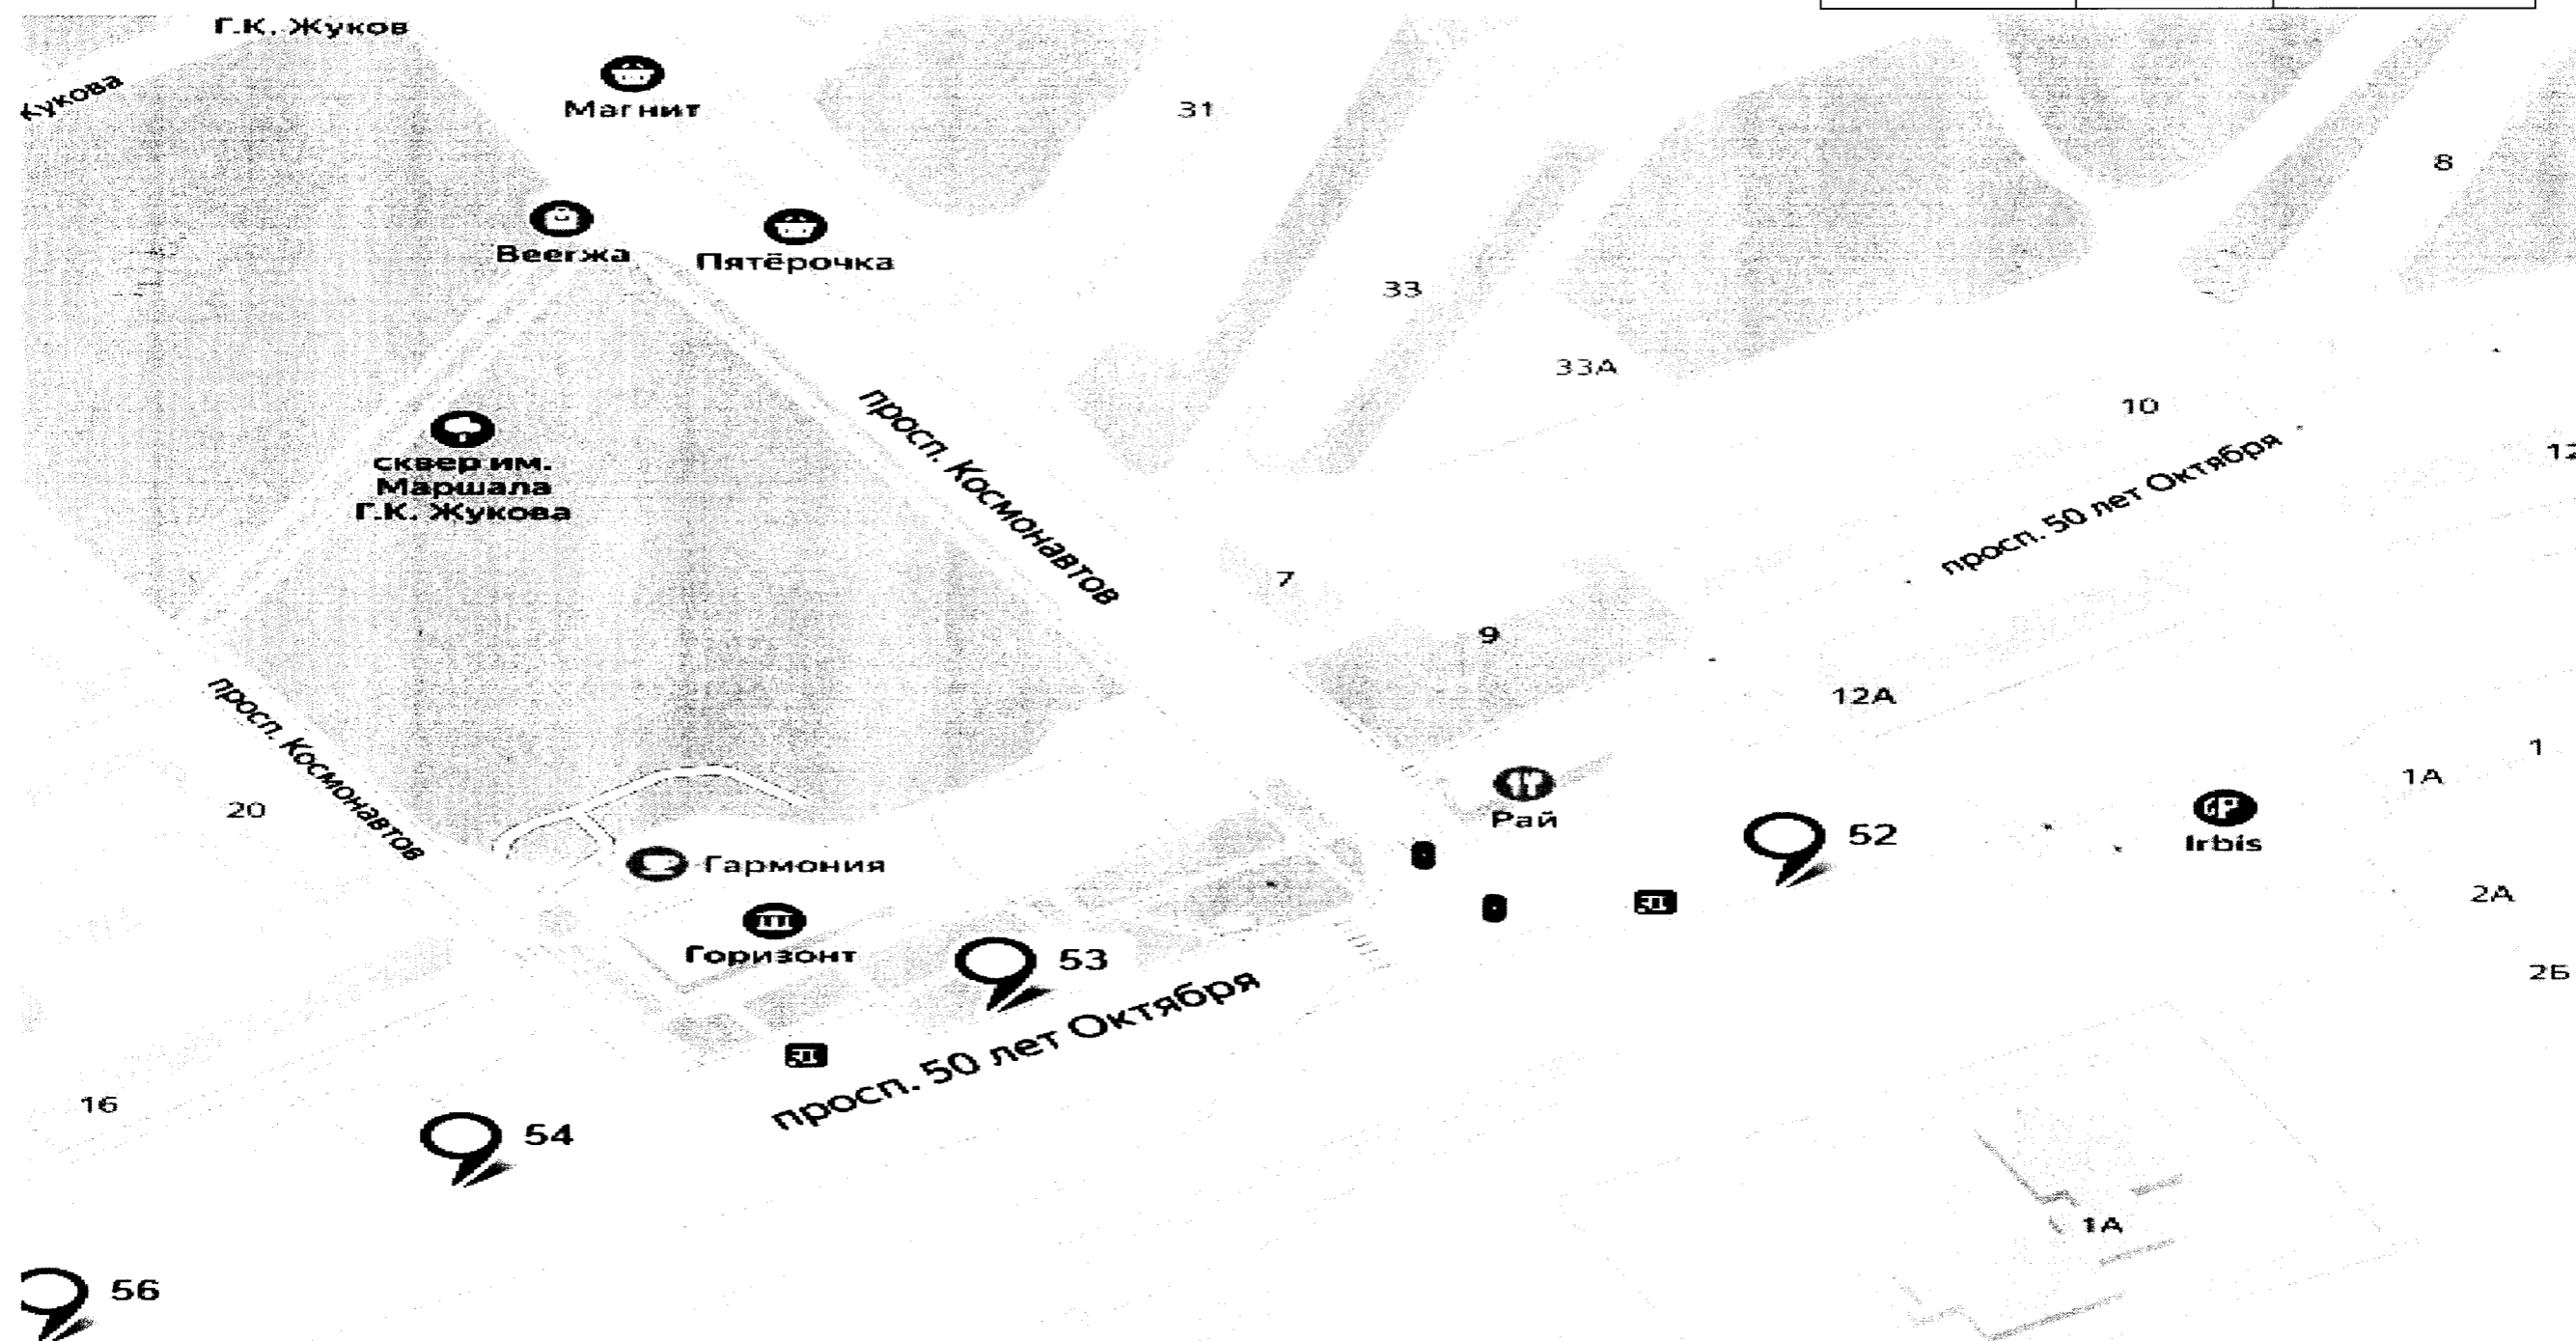 Г.К. Жуков
Жукова
Магнит
31
8
Веегжа
Пятёрочка
33
33А
10
12
сквер им.
Маршала
Г.К. Жукова
просп. Космонавтов
просп. 50 лет Октября
7
9
12А
1
1А
просп. Космонавтов
20
Рай
52
Irbis
Гармония
2А
Горизонт
53
2Б
просп. 50 лет Октября
16
54
1А
56